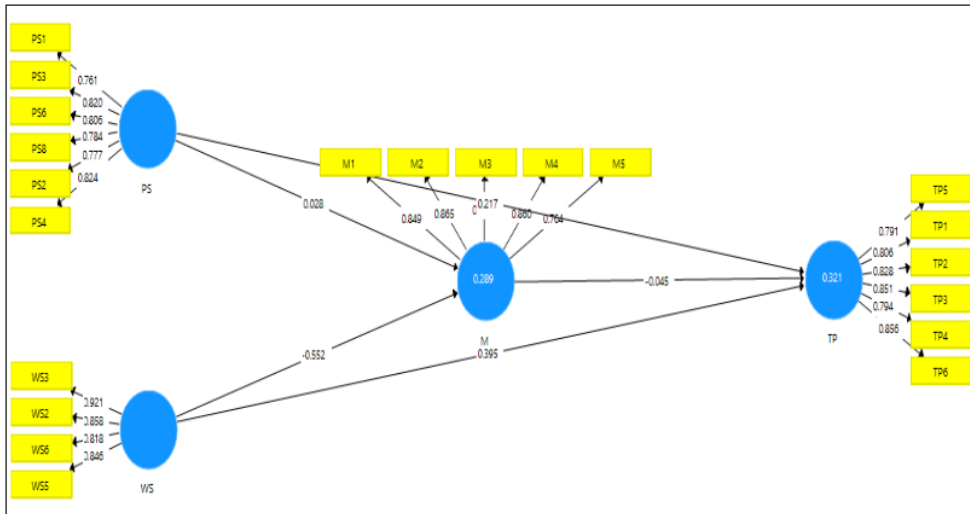 PS1
PS3
PS6
PS8
PS2
PS4
0.761
0.820
0.806
0.784
0.777
0.824
PS
M1
M2
M3
M4
M5
0.849
0.865
0.217
0.860
0.764
0.028
0.289
M
-0.045
-0.552
0.395
WS3
WS2
WS6
WS5
0.921
0.858
0.818
0.846
WS
TP5
TP1
TP2
TP3
TP4
TP6
0.791
0.806
0.828
0.851
0.794
0.856
0.321
TP